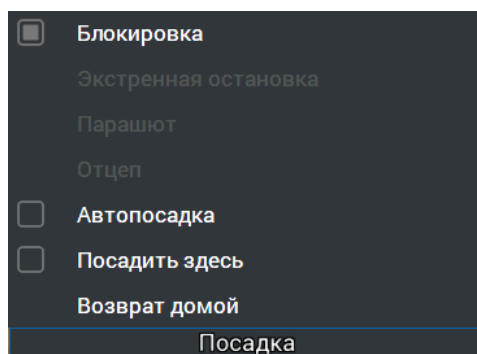 Блокировка
Экстренная остановка
Парашют
Отцеп
Автопосадка
Посадить здесь
Возврат домой
Посадка